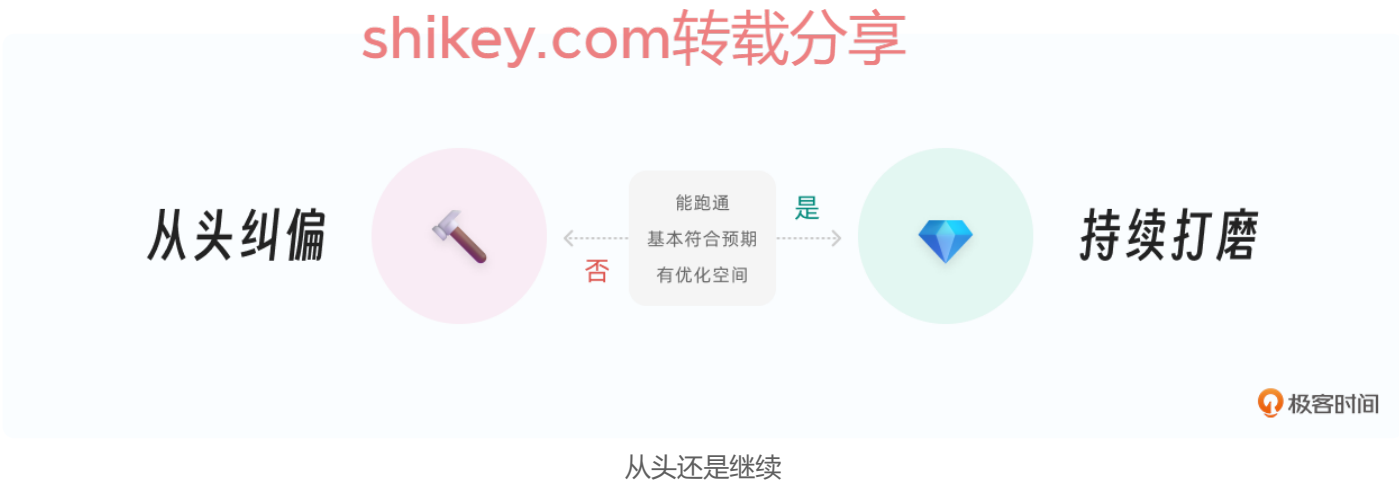 shikey.com转载分享
从头纠偏
否
能跑通
基本符合预期
有优化空间
是
持续打磨
极客时间
从头还是继续